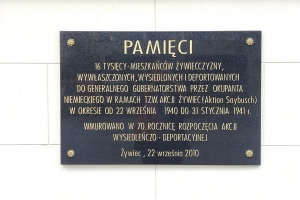 PAMIĘCI
16 TYSIĘCY MIESZKAŃCÓW ŻYWIECCZYZNY,
WYWŁASZCZONYCH, WYSIEDLONYCH I DEPORTOWANYCH
DO GENERALNEGO GUBERNATORSTWA PRZEZ OKUPANTA
NIEMIECKIEGO W RAMACH TZW. AKCJI ŻYWIEC (Aktion Saybusch)
W OKRESIE OD 22 WRZEŚNIA 1940 DO 31 STYCZNIA 1941 r.
WMUROWANO W 70. ROCZNICĘ ROZPOCZĘCIA AKCJI
WYSIEDLEŃCZO - DEPORTACYJNEJ
Żywiec, 22 września 2010